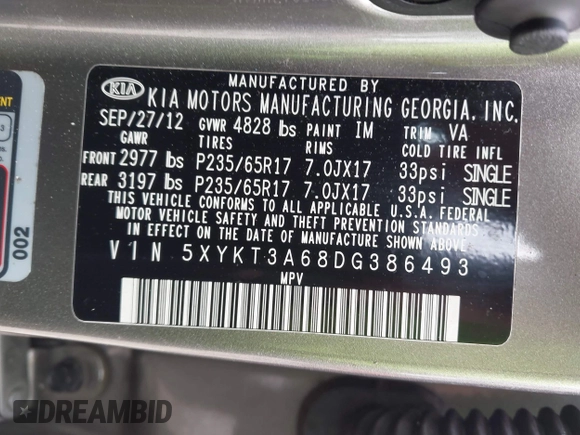 MANUFACTURED BY
KIA KIA MOTORS MANUFACTURING GEORGIA, INC.
SEP/27/12 GVWR 4828 lbs PAINT IM TRIM VA
GAWR TIRES RIMS COLD TIRE INFL
FRONT 2977 lbs P235/65R17 7.0JX17 33psi SINGLE
REAR 3197 lbs P235/65R17 7.0JX17 33psi SINGLE
THIS VEHICLE CONFORMS TO ALL APPLICABLE U.S.A. FEDERAL
MOTOR VEHICLE SAFETY AND THEFT PREVENTION STANDARDS
IN EFFECT ON THE DATE OF MANUFACTURE SHOWN ABOVE.
VIN 5XYKT3A68DG386493
MPV
002
DREAMBID